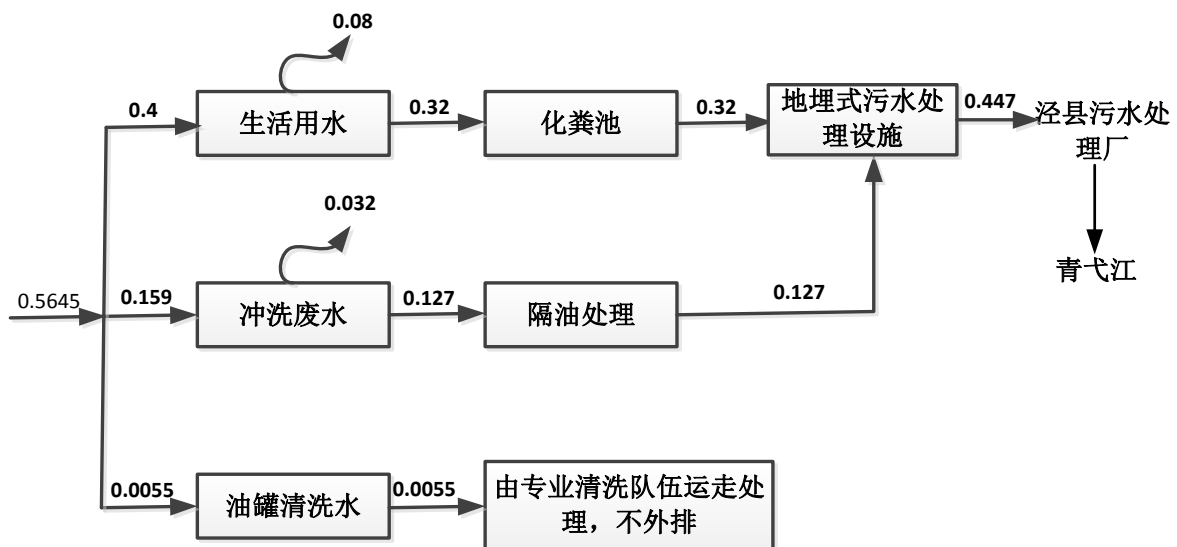 0.08
0.4
生活用水
0.32
化粪池
0.32
地埋式污水处
理设施
0.447
泾县污水处
理厂
0.032
青弋江
0.5645
0.159
冲洗废水
0.127
隔油处理
0.127
0.0055
油罐清洗水
0.0055
由专业清洗队伍运走处
理，不外排